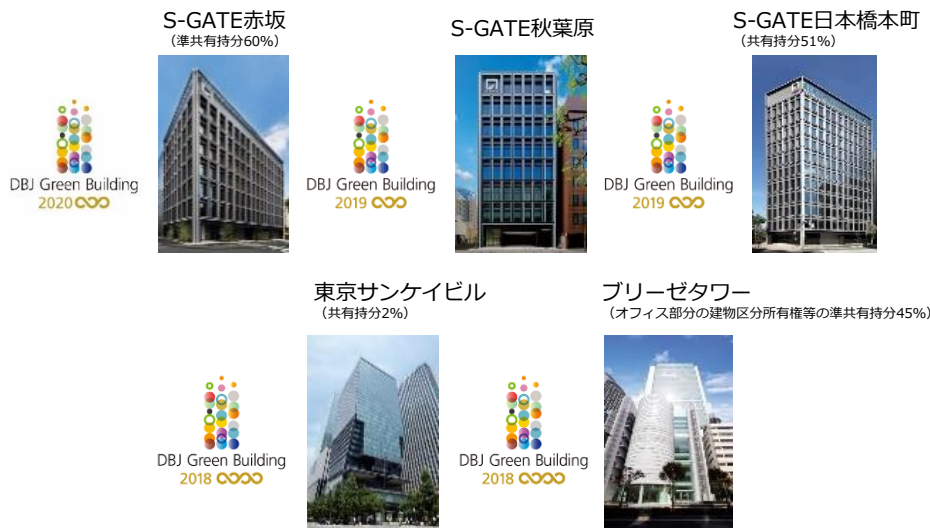 S-GATE赤坂
（準共有持分60%）
S-GATE秋葉原
S-GATE日本橋本町
（共有持分51%）
DBJ Green Building
2020
DBJ Green Building
2019
DBJ Green Building
2019
東京サンケイビル
（共有持分2%）
ブリーゼタワー
（オフィス部分の建物区分所有権等の準共有持分45%）
DBJ Green Building
2018
DBJ Green Building
2018